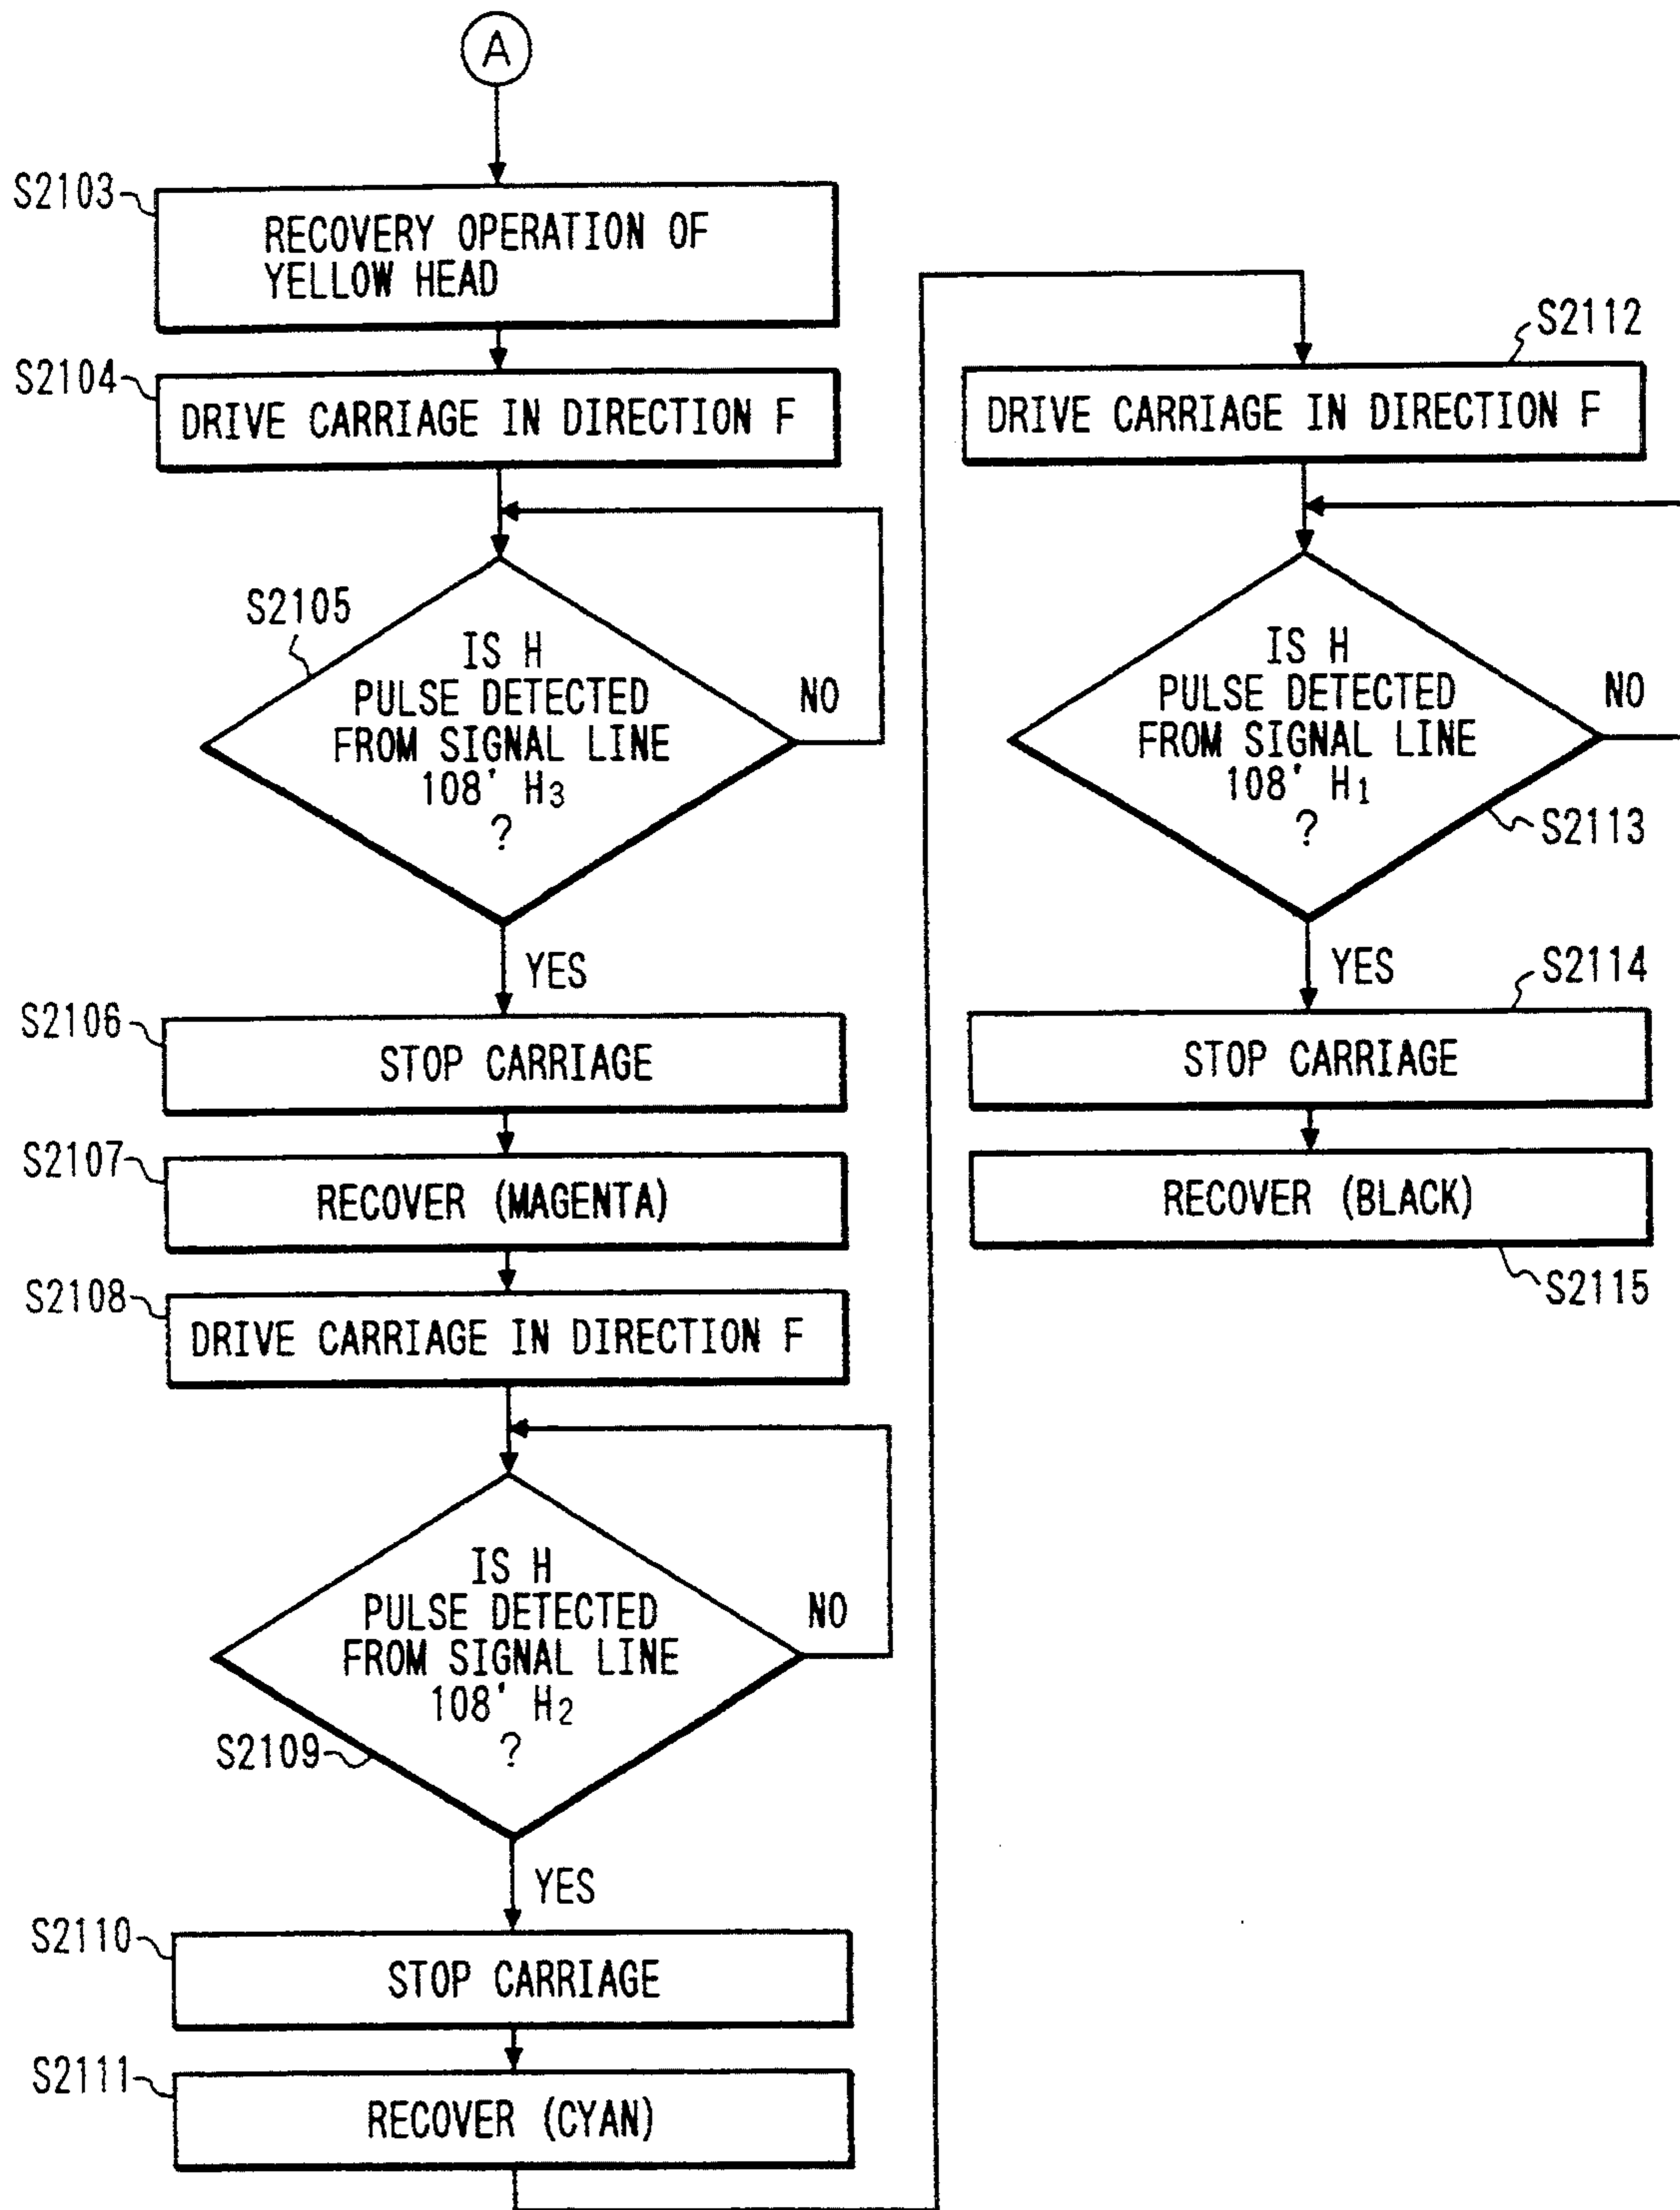 A
S2103
RECOVERY OPERATION OF
YELLOW HEAD
S2104
DRIVE CARRIAGE IN DIRECTION F
S2105
IS H
PULSE DETECTED
FROM SIGNAL LINE
108' H3
?
NO
YES
S2106
STOP CARRIAGE
S2107
RECOVER (MAGENTA)
S2108
DRIVE CARRIAGE IN DIRECTION F
IS H
PULSE DETECTED
FROM SIGNAL LINE
108' H2
?
NO
S2109
YES
S2110
STOP CARRIAGE
S2111
RECOVER (CYAN)
S2112
DRIVE CARRIAGE IN DIRECTION F
IS H
PULSE DETECTED
FROM SIGNAL LINE
108' H1
?
NO
S2113
YES
S2114
STOP CARRIAGE
RECOVER (BLACK)
S2115